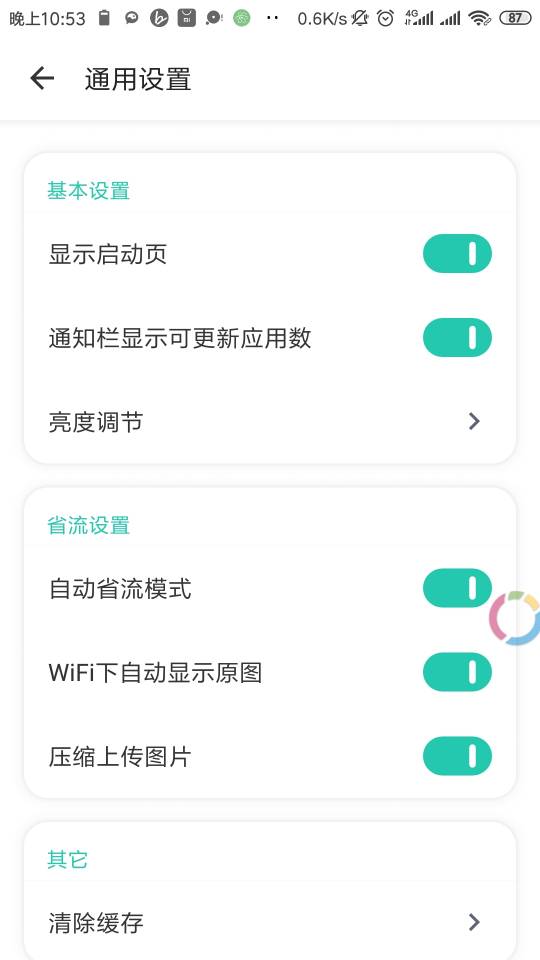 晚上10:53 0.6K/s 4G 87
通用设置
基本设置
显示启动页
通知栏显示可更新应用数
亮度调节
省流设置
自动省流模式
WiFi下自动显示原图
压缩上传图片
其它
清除缓存